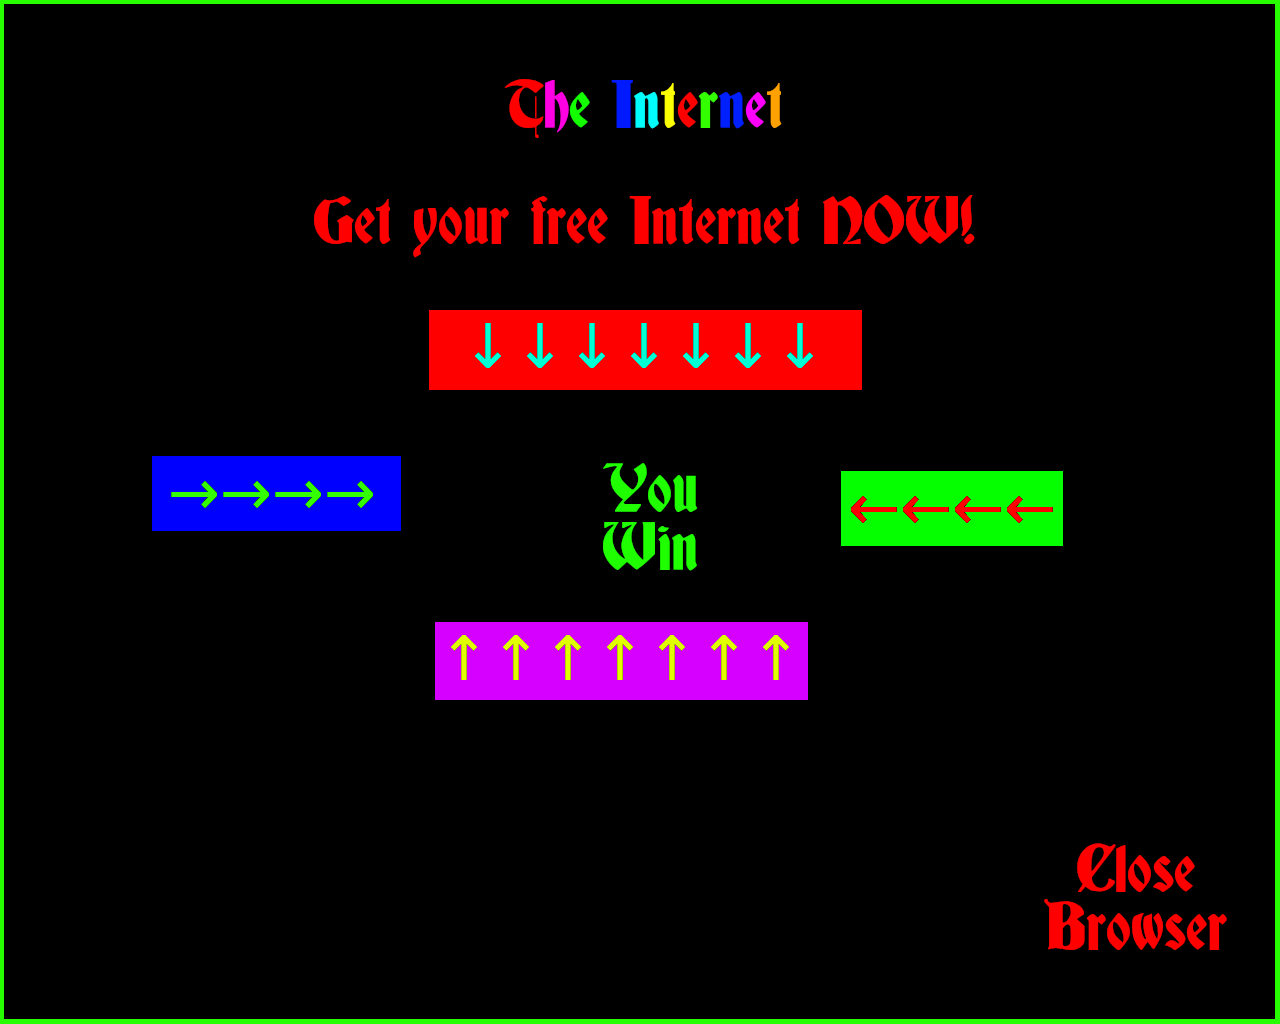 The Internet
Get your free Internet NOW!
↓ ↓ ↓ ↓ ↓ ↓ ↓
→→→→
You
Win
←←←←
↑ ↑ ↑ ↑ ↑ ↑ ↑
Close
Browser